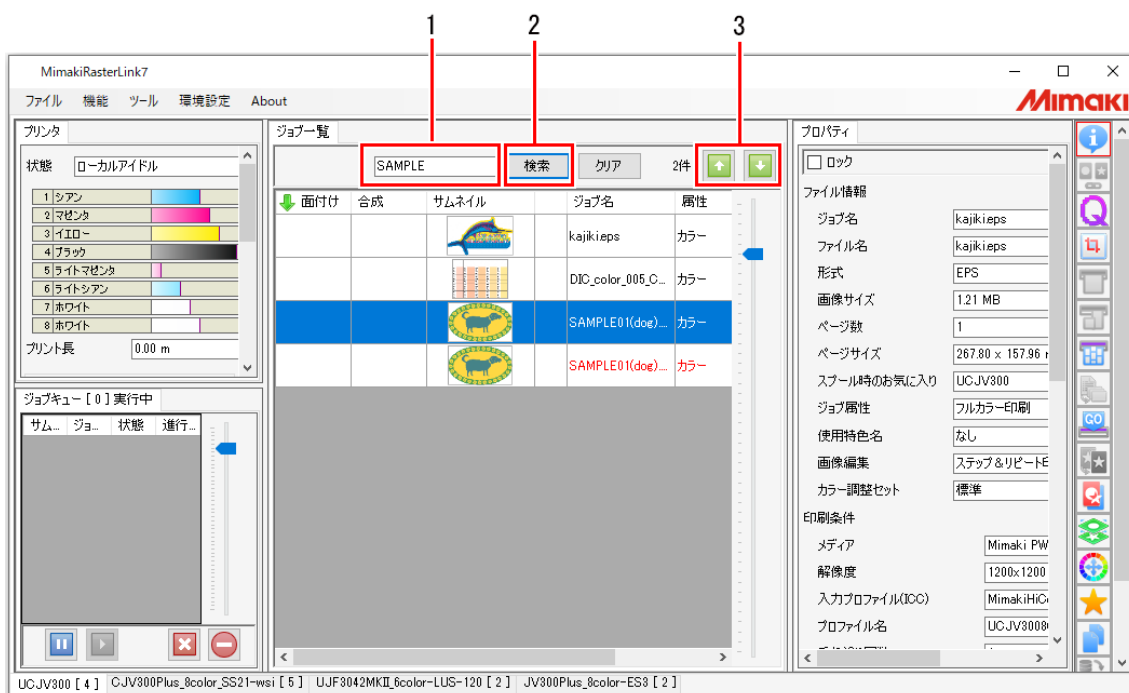 1 2 3
MimakiRasterLink7
ファイル 機能 ツール 環境設定 About
Mimaki
プリンタ
状態 ローカルアイドル
1 シアン
2 マゼンタ
3 イエロー
4 ブラック
5 ライトマゼンタ
6 ライトシアン
7 ホワイト
8 ホワイト
プリント長 0.00 m
ジョブキュー [ 0 ] 実行中
サム... ジョ... 状態 進行...
ジョブ一覧
SAMPLE 検索 クリア 2件
面付け 合成 サムネイル ジョブ名 属性
kajiki.eps カラー
DIC_color_005_C... カラー
SAMPLE01(dog).... カラー
SAMPLE01(dog).... カラー
プロパティ
ロック
ファイル情報
ジョブ名 kajiki.eps
ファイル名 kajiki.eps
形式 EPS
画像サイズ 1.21 MB
ページ数 1
ページサイズ 267.80 x 157.96
スプール時のお気に入り UCJV300
ジョブ属性 フルカラー印刷
使用特色名 なし
画像編集 ステップ&リピート
カラー調整セット 標準
印刷条件
メディア Mimaki PW
解像度 1200x1200
入力プロファイル(ICC) MimakiHiC
プロファイル名 UCJV3008
Q
GO
UCJV300 [ 4 ] CJV300Plus_8color_SS21-wsi [ 5 ] UJF3042MKII_6color-LUS-120 [ 2 ] JV300Plus_8color-ES3 [ 2 ]